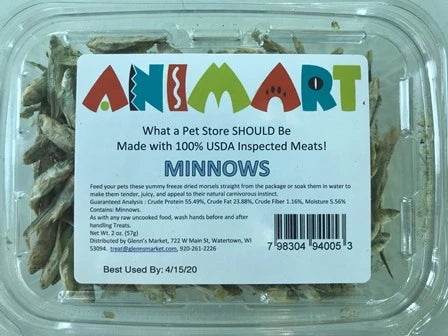 ANIMART
What a Pet Store SHOULD Be
Made with 100% USDA Inspected Meats!
MINNOWS
Feed your pets these yummy freeze dried morsels straight from the package or soak them in water to
make them tender, juicy, and appeal to their natural carnivorous instinct.
Guaranteed Analysis : Crude Protein 55.49%, Crude Fat 23.88%, Crude Fiber 1.16%, Moisture 5.56%
Contains: Minnows.
As with any raw uncooked food, wash hands before and after
handling Treats.
Net Wt. 2 oz. (57g)
Distributed by Glenn's Market, 722 W Main St, Watertown, WI
53094. treat@glennsmarket.com, 920-261-2226
7 98304 94005 3
Best Used By: 4/15/20